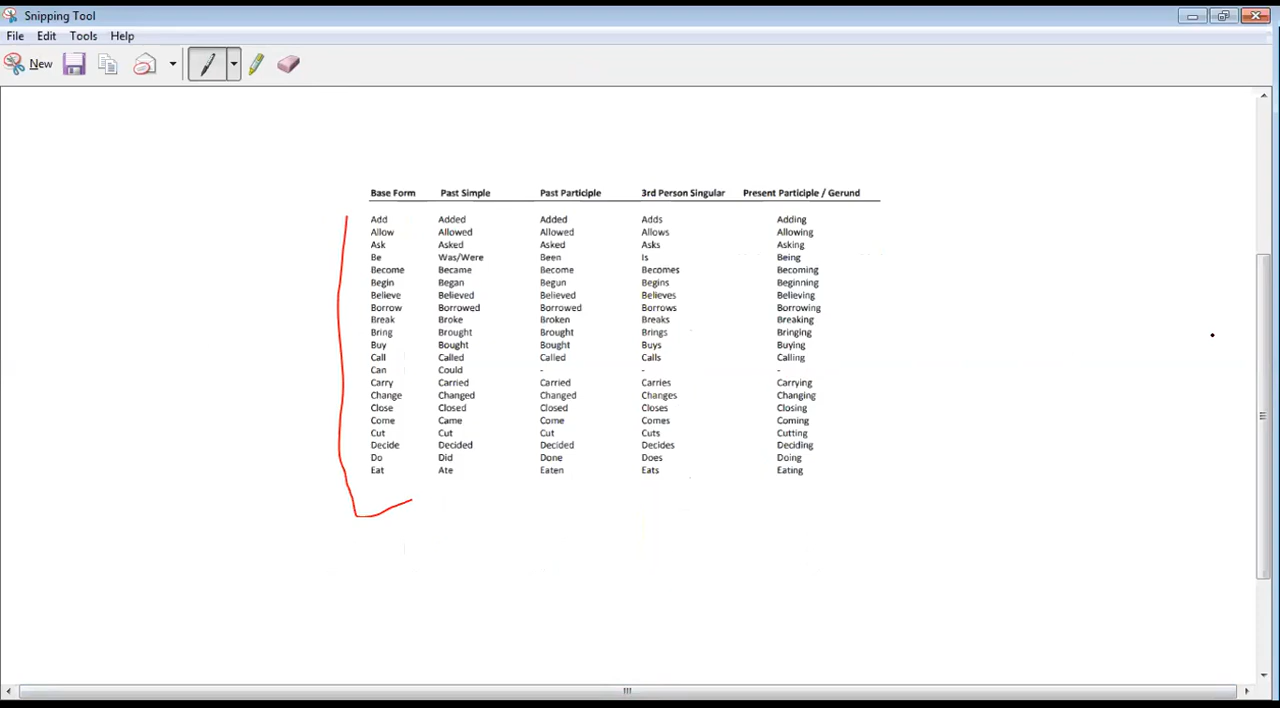 Snipping Tool
File Edit Tools Help
New
Base Form Past Simple Past Participle 3rd Person Singular Present Participle / Gerund
Add Added Added Adds Adding
Allow Allowed Allowed Allows Allowing
Ask Asked Asked Asks Asking
Be Was/Were Been Is Being
Become Became Become Becomes Becoming
Begin Began Begun Begins Beginning
Believe Believed Believed Believes Believing
Borrow Borrowed Borrowed Borrows Borrowing
Break Broke Broken Breaks Breaking
Bring Brought Brought Brings Bringing
Buy Bought Bought Buys Buying
Call Called Called Calls Calling
Can Could - - -
Carry Carried Carried Carries Carrying
Change Changed Changed Changes Changing
Close Closed Closed Closes Closing
Come Came Come Comes Coming
Cut Cut Cut Cuts Cutting
Decide Decided Decided Decides Deciding
Do Did Done Does Doing
Eat Ate Eaten Eats Eating